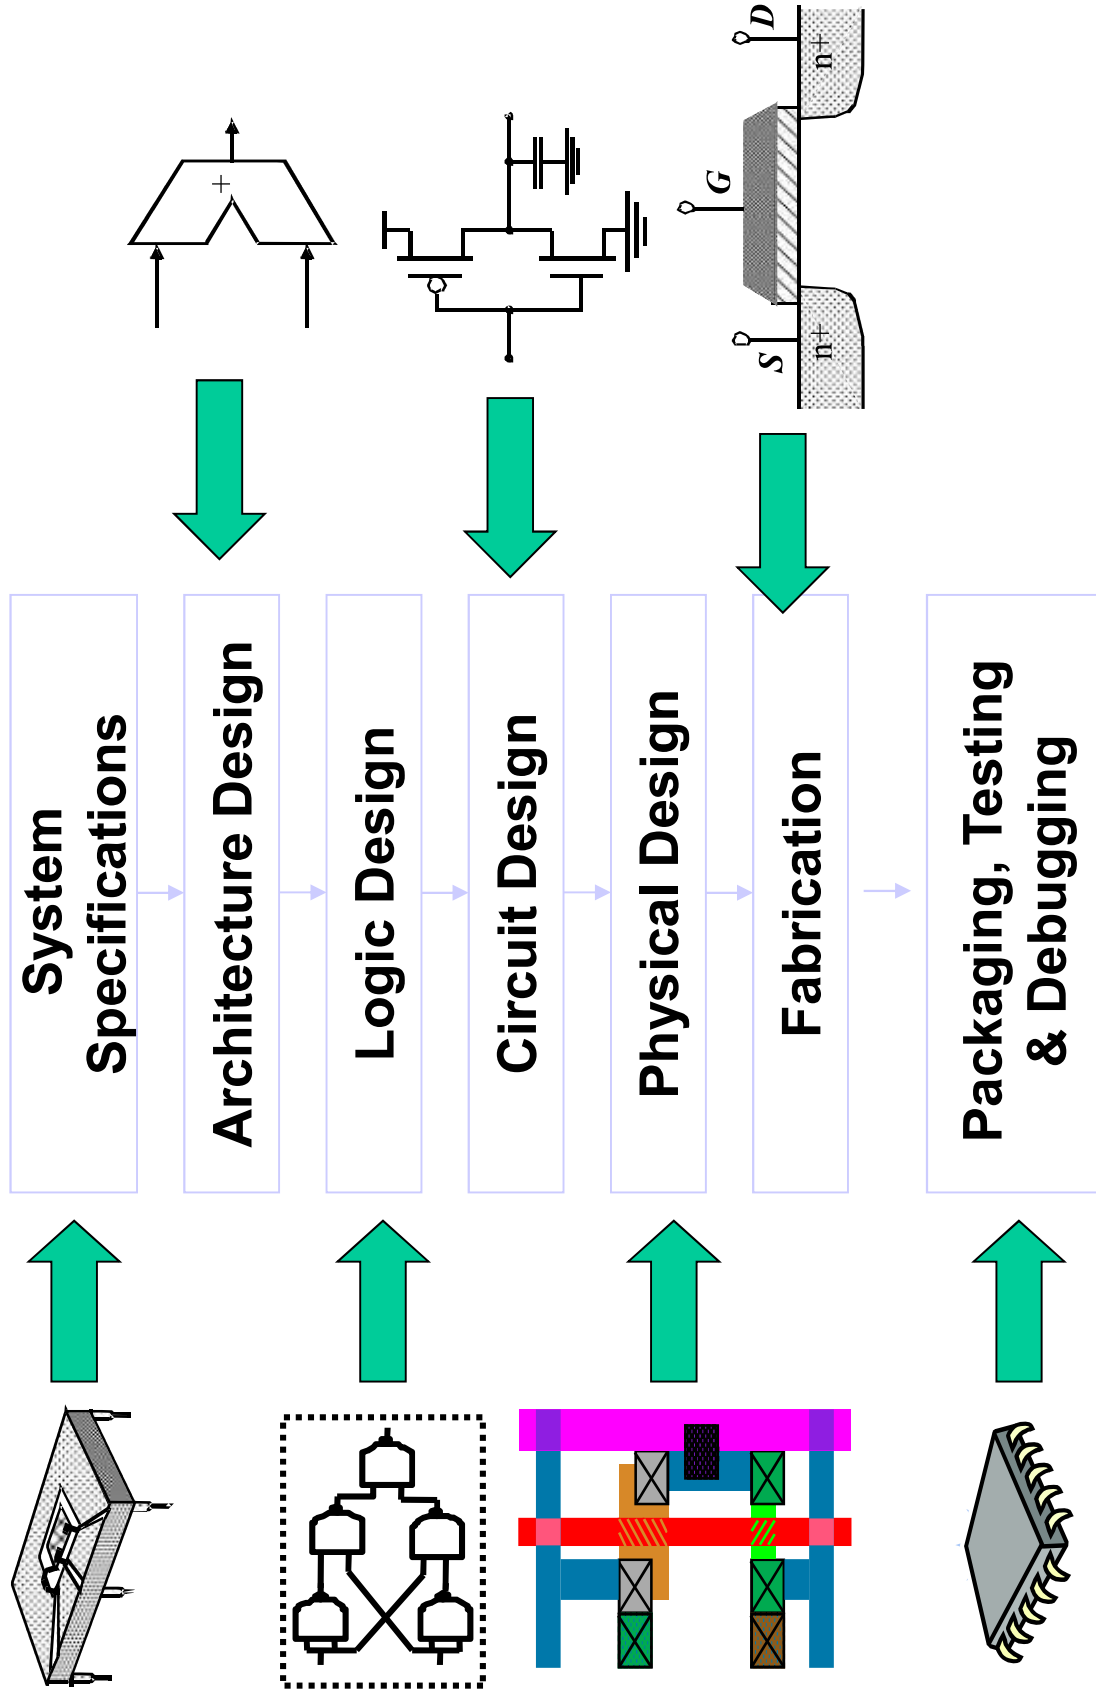 System
Specifications
Architecture Design
Logic Design
Circuit Design
Physical Design
Fabrication
Packaging, Testing
& Debugging
+
S
G
D
n+
n+